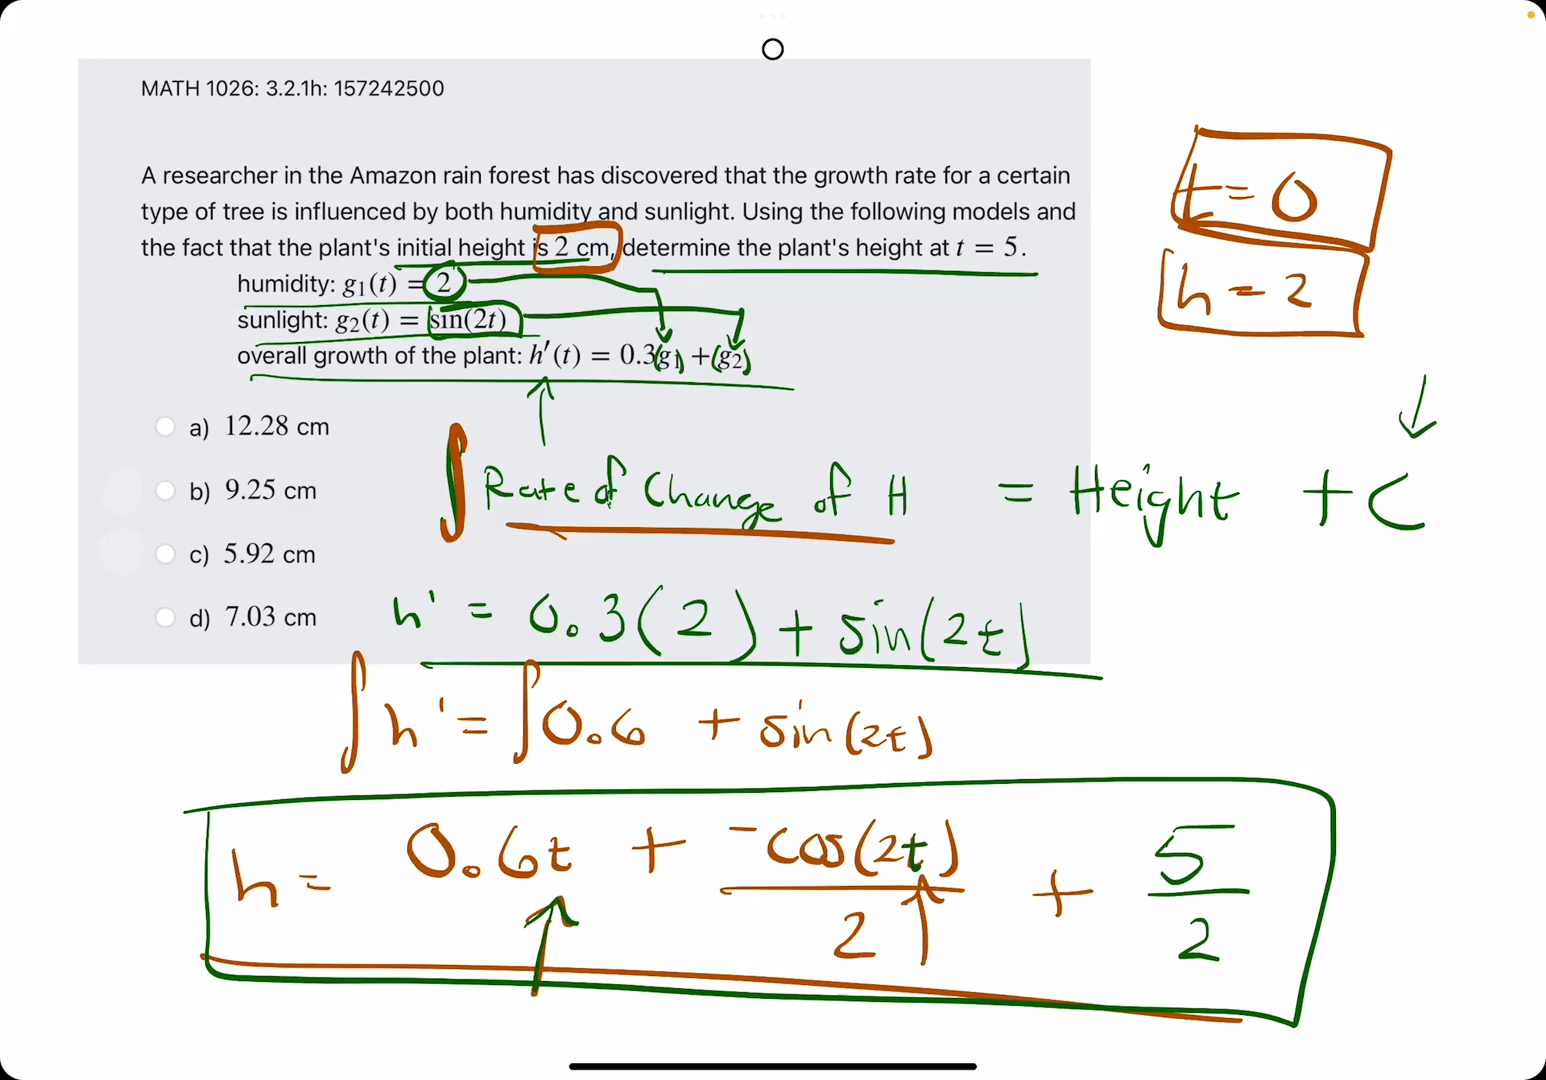 MATH 1026: 3.2.1h: 157242500
A researcher in the Amazon rain forest has discovered that the growth rate for a certain
type of tree is influenced by both humidity and sunlight. Using the following models and
the fact that the plant's initial height is 2 cm, determine the plant's height at t = 5.
humidity: g₁(t) = 2
sunlight: g₂(t) = sin(2t)
overall growth of the plant: h′(t) = 0.3(g₁) + (g₂)
t = 0
h = 2
a) 12.28 cm
b) 9.25 cm
c) 5.92 cm
d) 7.03 cm
∫ Rate of Change of H = Height + C
h' = 0.3(2) + sin(2t)
∫ h' = ∫ 0.6 + sin(2t)
h = 0.6t + -cos(2t)/2 + 5/2